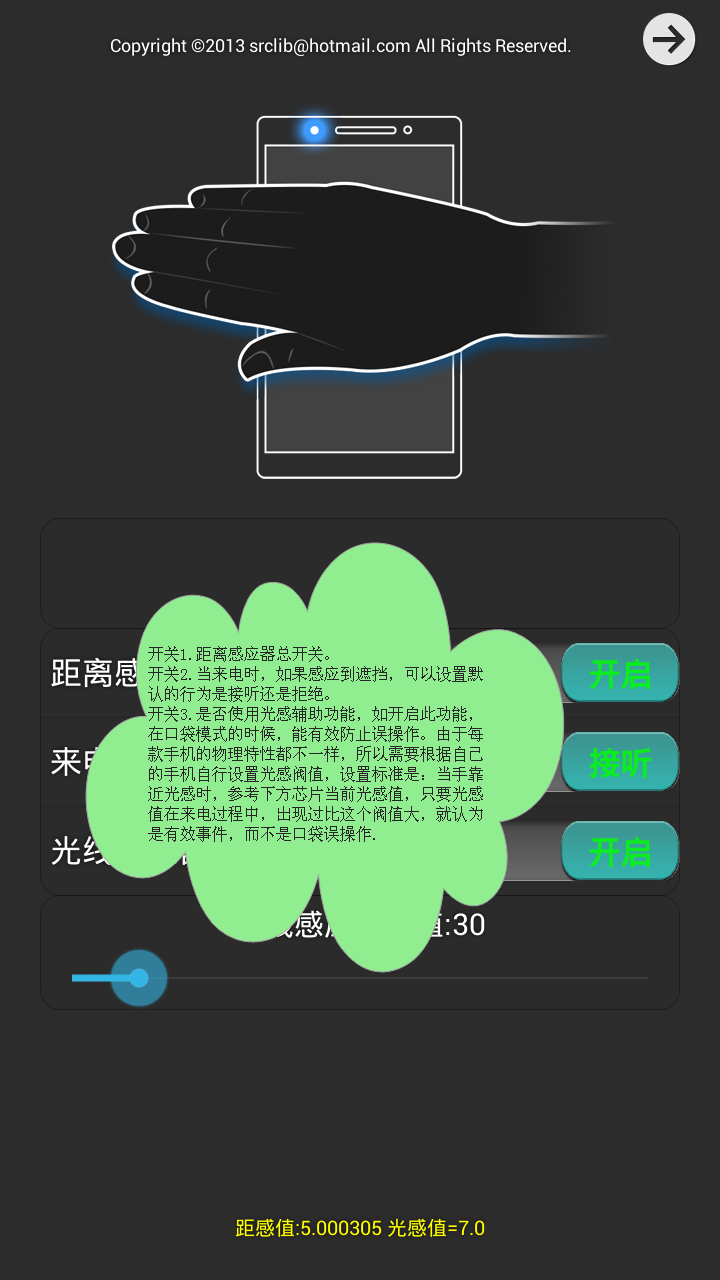 Copyright ©2013 srclib@hotmail.com All Rights Reserved.
开关1.距离感应器总开关。
开关2.当来电时，如果感应到遮挡，可以设置默
认的行为是接听还是拒绝。
开关3.是否使用光感辅助功能，如开启此功能，
在口袋模式的时候，能有效防止误操作。由于每
款手机的物理特性都不一样，所以需要根据自己
的手机自行设置光感阀值，设置标准是：当手靠
近光感时，参考下方芯片当前光感值，只要光感
值在来电过程中，出现过比这个阀值大，就认为
是有效事件，而不是口袋误操作.
距离感
开启
来电
接听
光线
开启
感应 值:30
距感值:5.000305 光感值=7.0